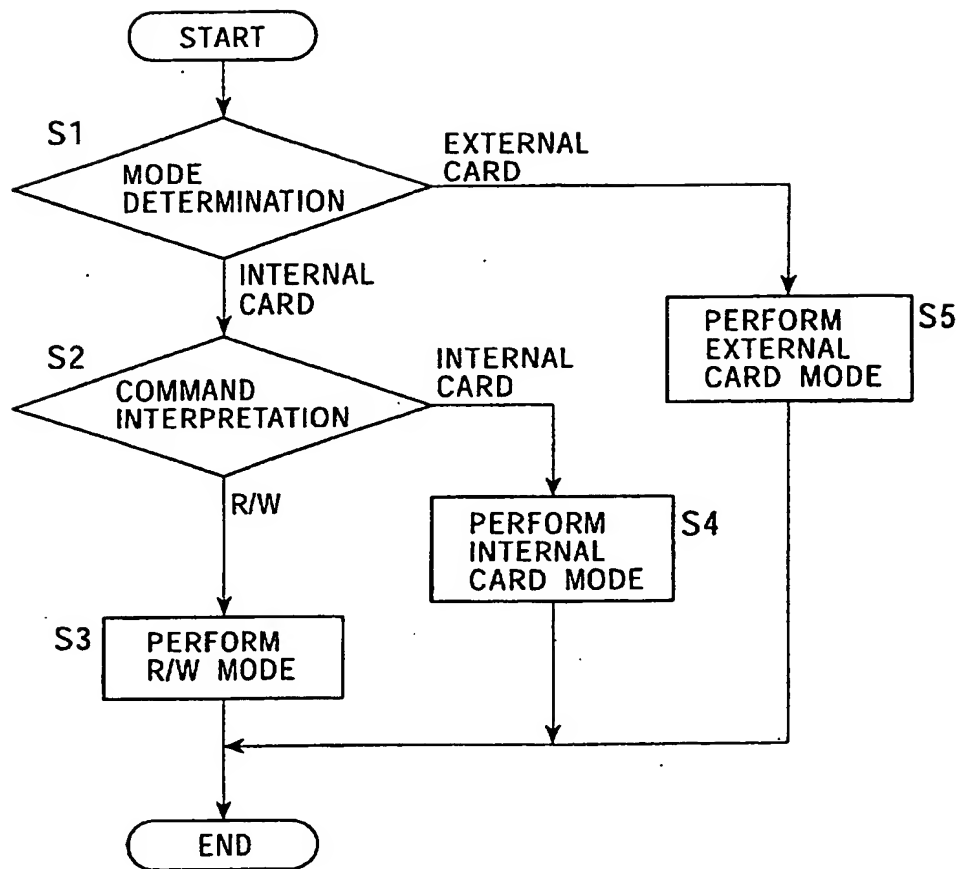 START
S1
MODE
DETERMINATION
EXTERNAL
CARD
INTERNAL
CARD
S2
COMMAND
INTERPRETATION
INTERNAL
CARD
PERFORM
EXTERNAL
CARD MODE
S5
R/W
PERFORM
INTERNAL
CARD MODE
S4
S3
PERFORM
R/W MODE
END